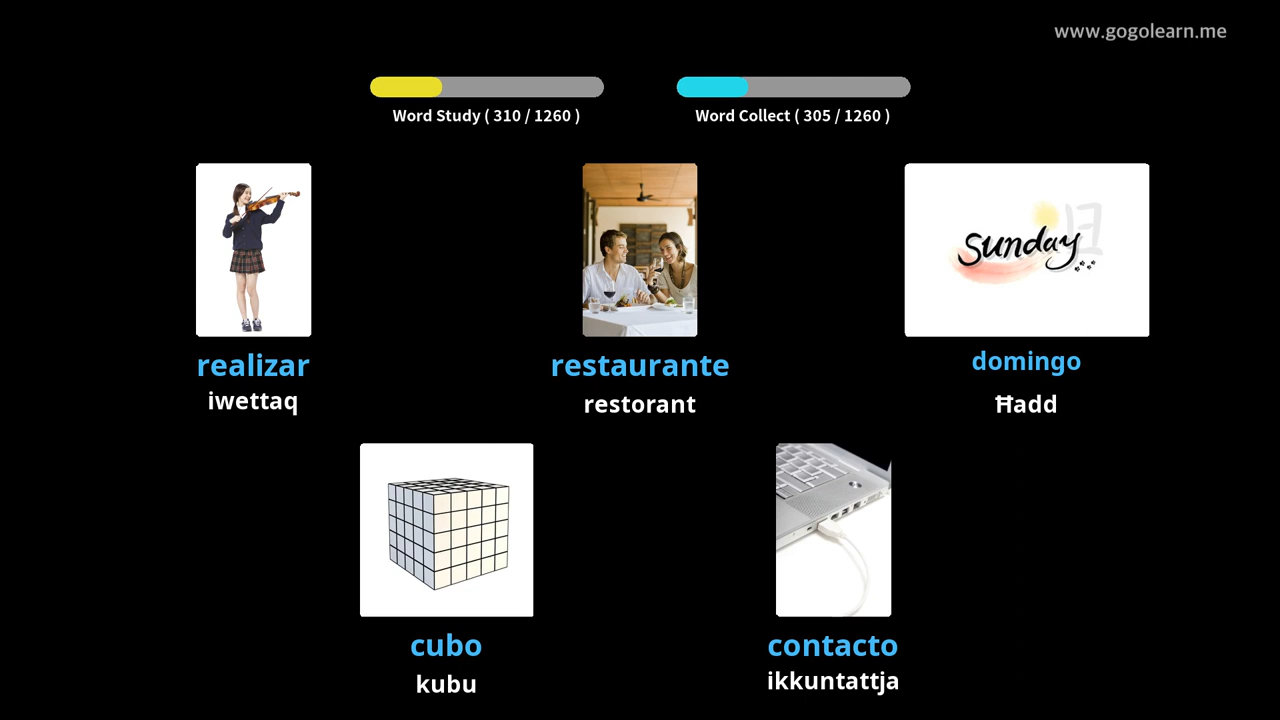 www.gogolearn.me
Word Study ( 310 / 1260 )
Word Collect ( 305 / 1260 )
Sunday
日
realizar
restaurante
domingo
iwettaq
restorant
Ħadd
cubo
contacto
kubu
ikkuntattja